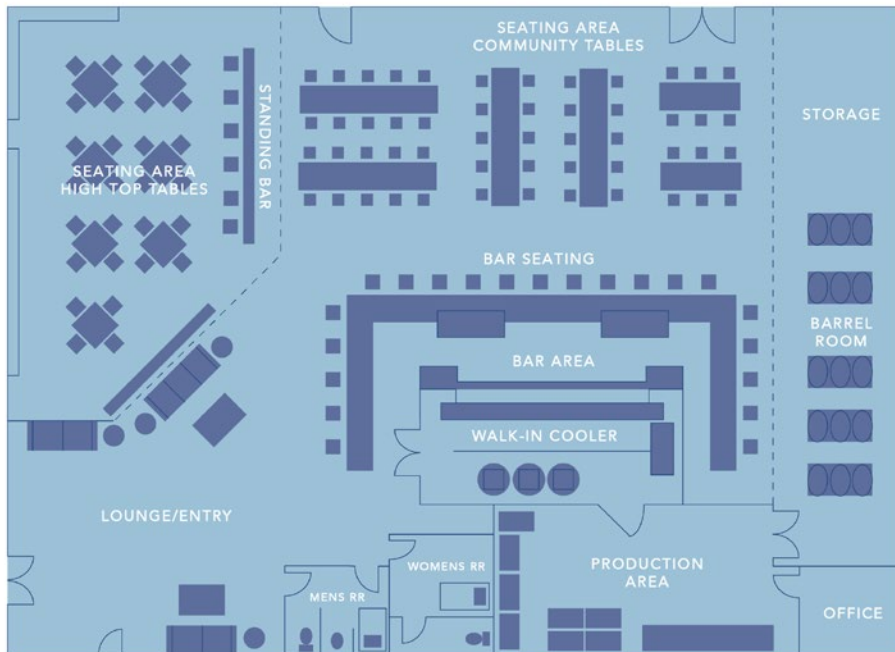 SEATING AREA
COMMUNITY TABLES
STORAGE
STANDING BAR
SEATING AREA
HIGH TOP TABLES
BAR SEATING
BARREL
ROOM
BAR AREA
WALK-IN COOLER
LOUNGE/ENTRY
WOMENS RR
PRODUCTION
AREA
MENS RR
OFFICE